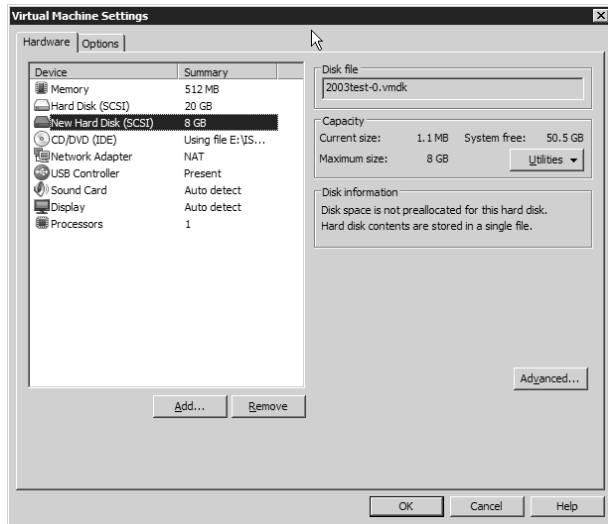 Virtual Machine Settings
Hardware Options
Device Summary
Memory 512 MB
Hard Disk (SCSI) 20 GB
New Hard Disk (SCSI) 8 GB
CD/DVD (IDE) Using file E:\IS...
Network Adapter NAT
USB Controller Present
Sound Card Auto detect
Display Auto detect
Processors 1
Add... Remove
Disk file
2003test-0.vmdk
Capacity
Current size: 1.1 MB System free: 50.5 GB
Maximum size: 8 GB Utilities
Disk information
Disk space is not preallocated for this hard disk.
Hard disk contents are stored in a single file.
Advanced...
OK Cancel Help